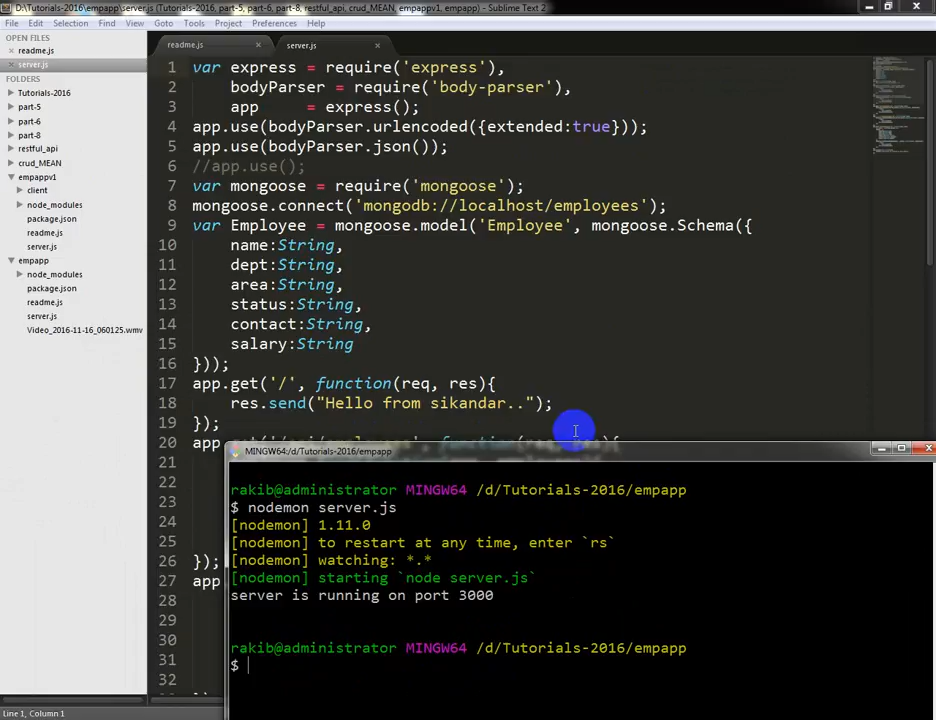 D:\Tutorials-2016\empapp\server.js (Tutorials-2016, part-5, part-6, part-8, restful_api, crud_MEAN, empappv1, empapp) - Sublime Text 2
File Edit Selection Find View Goto Tools Project Preferences Help
OPEN FILES
readme.js
server.js
FOLDERS
Tutorials-2016
part-5
part-6
part-8
restful_api
crud_MEAN
empappv1
client
node_modules
package.json
readme.js
server.js
empapp
node_modules
package.json
readme.js
server.js
Video_2016-11-16_060125.wmv
readme.js
server.js
1 var express = require('express'),
2 bodyParser = require('body-parser'),
3 app = express();
4 app.use(bodyParser.urlencoded({extended:true}));
5 app.use(bodyParser.json());
6 //app.use();
7 var mongoose = require('mongoose');
8 mongoose.connect('mongodb://localhost/employees');
9 var Employee = mongoose.model('Employee', mongoose.Schema({
10 name:String,
11 dept:String,
12 area:String,
13 status:String,
14 contact:String,
15 salary:String
16 }));
17 app.get('/', function(req, res){
18 res.send("Hello from sikandar..");
19 });
20 app
21
22
23
24
25
26 });
27 app
28
29
30
31
32
MINGW64:/d/Tutorials-2016/empapp
rakib@administrator MINGW64 /d/Tutorials-2016/empapp
$ nodemon server.js
[nodemon] 1.11.0
[nodemon] to restart at any time, enter `rs`
[nodemon] watching: *.*
[nodemon] starting `node server.js`
server is running on port 3000
rakib@administrator MINGW64 /d/Tutorials-2016/empapp
$
Line 1, Column 1